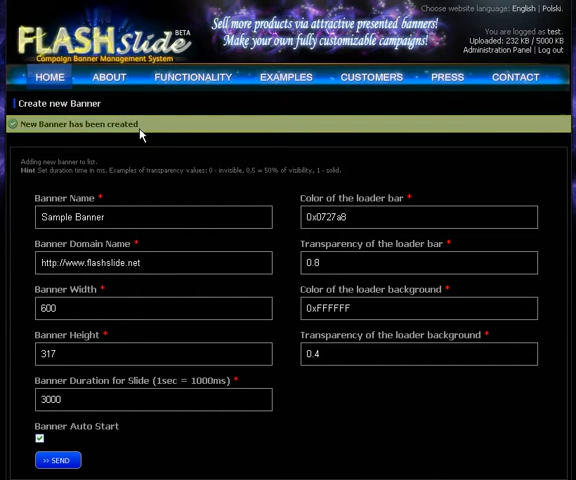 Choose website language: English | Polski.
FLASHslide BETA
Campaign Banner Management System
Sell more products via attractive presented banners!
Make your own fully customizable campaigns!
You are logged as test.
Uploaded: 232 KB / 5000 KB
Administration Panel | Log out
HOME ABOUT FUNCTIONALITY EXAMPLES CUSTOMERS PRESS CONTACT
Create new Banner
New Banner has been created
Adding new banner to list.
Hint Set duration time in ms. Examples of transparency values: 0 - invisible, 0,5 = 50% of visibility, 1 - solid.
Banner Name *
Sample Banner
Banner Domain Name *
http://www.flashslide.net
Banner Width *
600
Banner Height *
317
Banner Duration for Slide (1sec = 1000ms) *
3000
Banner Auto Start
>> SEND
Color of the loader bar *
0x0727a8
Transparency of the loader bar *
0.8
Color of the loader background *
0xFFFFFF
Transparency of the loader background *
0.4